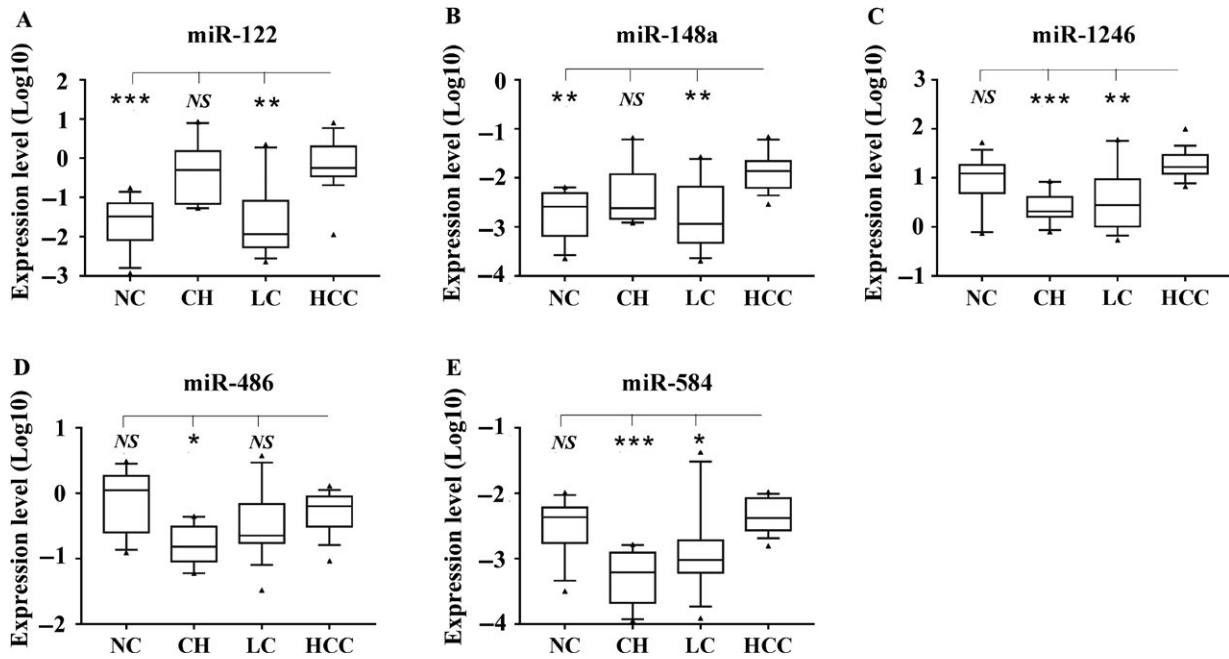 A
miR-122
Expression level (Log10)
2
1
0
−1
−2
−3
*** NS **
NC CH LC HCC
B
miR-148a
Expression level (Log10)
0
−1
−2
−3
−4
** NS **
NC CH LC HCC
C
miR-1246
Expression level (Log10)
3
2
1
0
−1
NS *** **
NC CH LC HCC
D
miR-486
Expression level (Log10)
1
0
−1
−2
NS * NS
NC CH LC HCC
E
miR-584
Expression level (Log10)
−1
−2
−3
−4
NS *** *
NC CH LC HCC